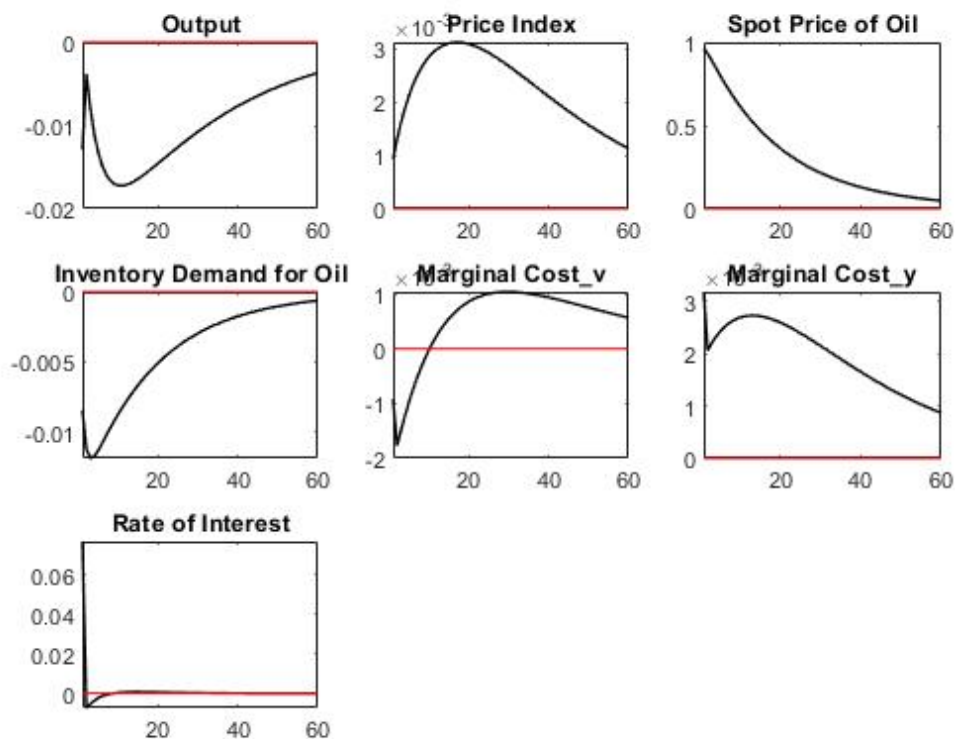 Output
0
-0.01
-0.02
20 40 60
× 10-3
Price Index
3
2
1
0
20 40 60
Spot Price of Oil
1
0.5
0
20 40 60
Inventory Demand for Oil
0
-0.005
-0.01
20 40 60
Marginal Cost_v
1
0
-1
-2
20 40 60
Marginal Cost_y
3
2
1
0
20 40 60
Rate of Interest
0.06
0.04
0.02
0
20 40 60